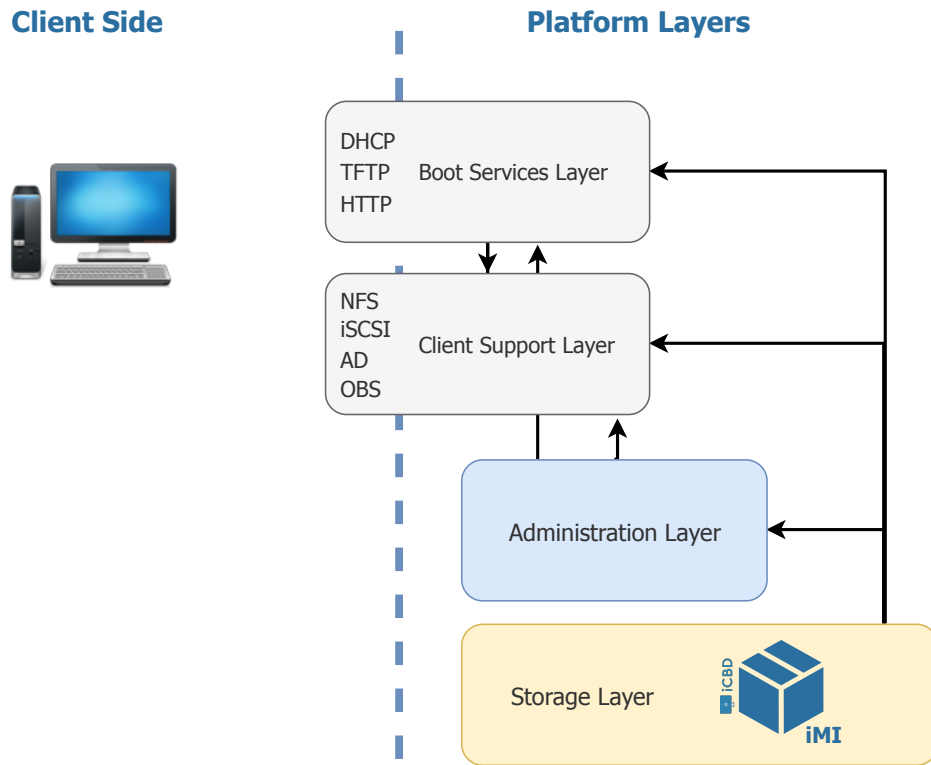 Client Side
Platform Layers
DHCP
TFTP
HTTP
Boot Services Layer
NFS
iSCSI
AD
OBS
Client Support Layer
Administration Layer
Storage Layer
iCBD
iMI